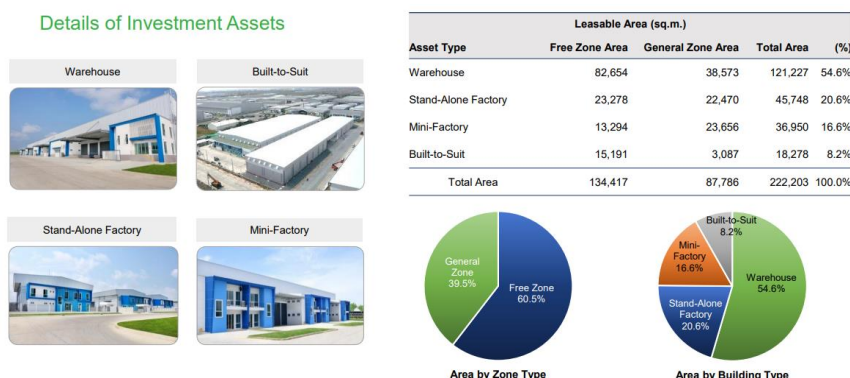 Details of Investment Assets
Warehouse
Built-to-Suit
Stand-Alone Factory
Mini-Factory
Leasable Area (sq.m.)
Asset Type Free Zone Area General Zone Area Total Area (%)
Warehouse 82,654 38,573 121,227 54.6%
Stand-Alone Factory 23,278 22,470 45,748 20.6%
Mini-Factory 13,294 23,656 36,950 16.6%
Built-to-Suit 15,191 3,087 18,278 8.2%
Total Area 134,417 87,786 222,203 100.0%
General
Zone
39.5%
Free Zone
60.5%
Area by Zone Type
Built-to-Suit
8.2%
Mini-
Factory
16.6%
Warehouse
54.6%
Stand-Alone
Factory
20.6%
Area by Building Type